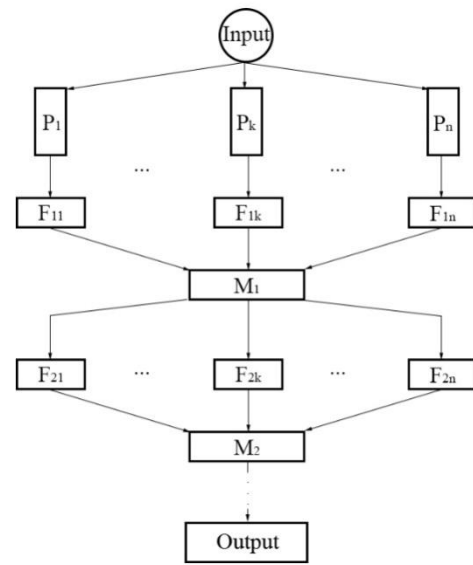 Input
P₁ Pₖ Pₙ
... ...
F₁₁ F₁ₖ F₁ₙ
M₁
F₂₁ ... F₂ₖ ... F₂ₙ
M₂
Output